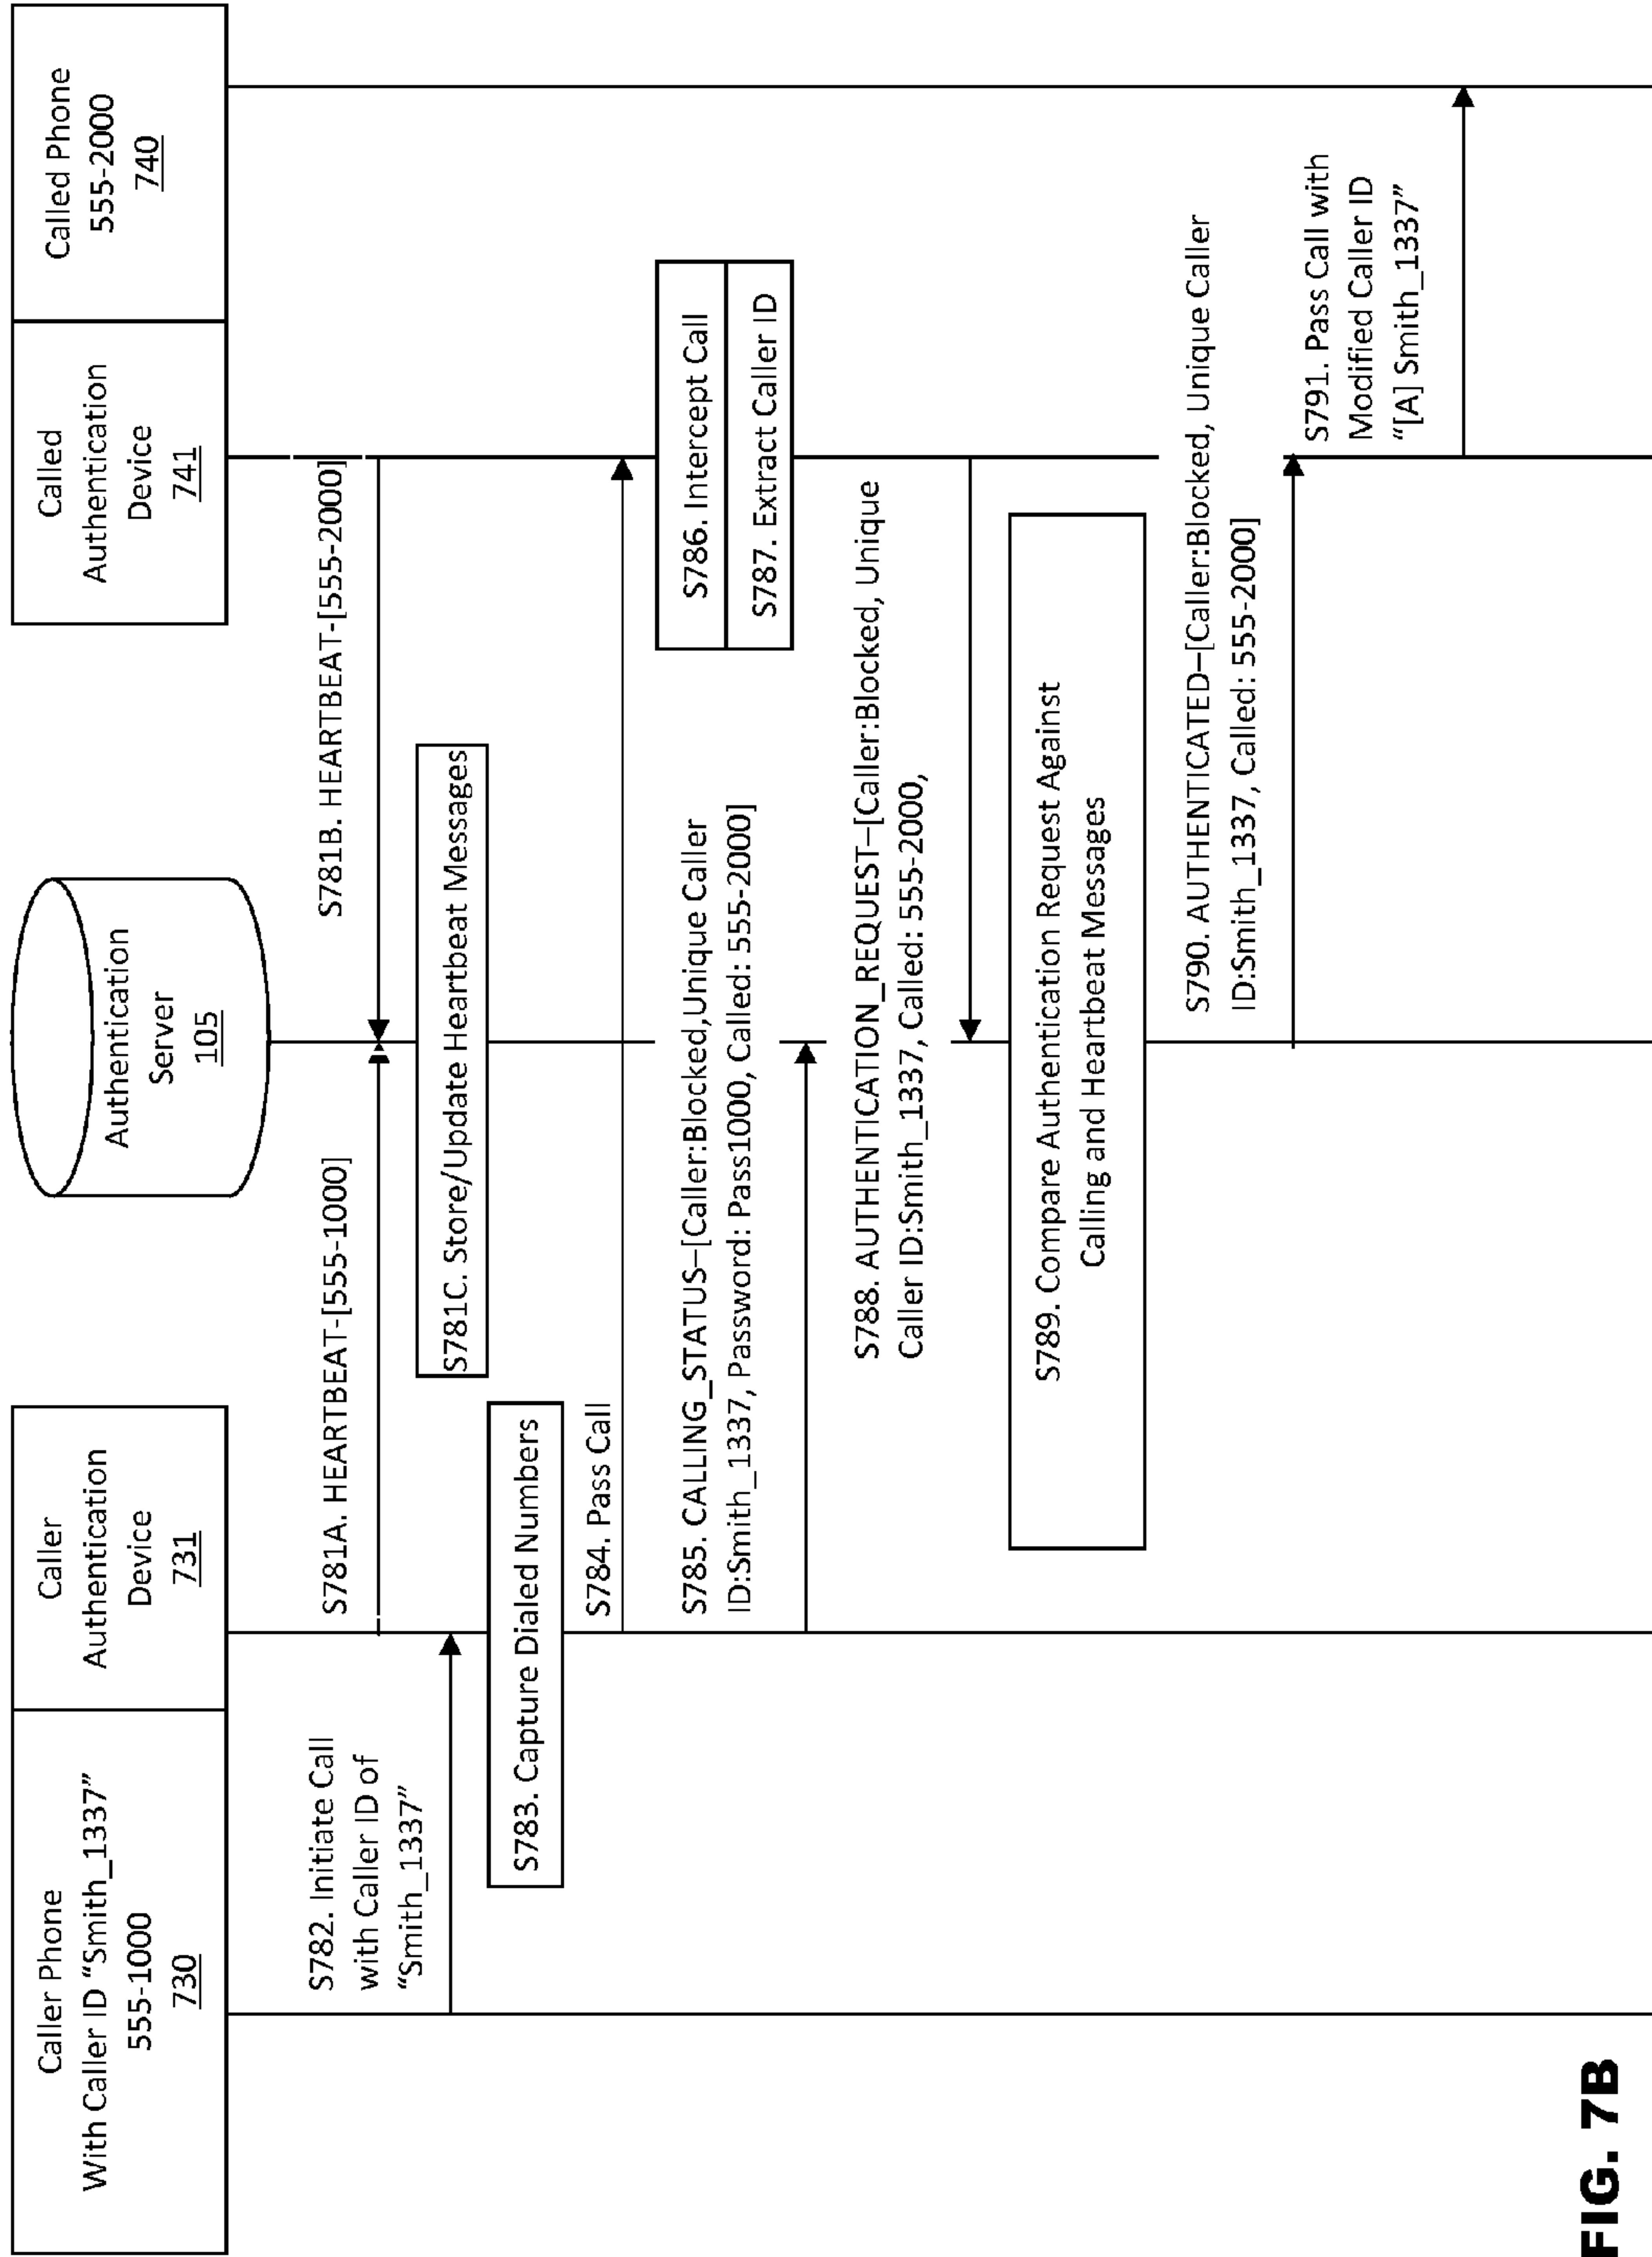 Caller Phone
With Caller ID “Smith_1337”
555-1000
730
Caller
Authentication
Device
731
Authentication
Server
105
Called
Authentication
Device
741
Called Phone
555-2000
740
S781A. HEARTBEAT-[555-1000]
S781B. HEARTBEAT-[555-2000]
S782. Initiate Call
with Caller ID of
“Smith_1337”
S781C. Store/Update Heartbeat Messages
S783. Capture Dialed Numbers
S784. Pass Call
S785. CALLING_STATUS–[Caller:Blocked,Unique Caller
ID:Smith_1337, Password: Pass1000, Called: 555-2000]
S786. Intercept Call
S787. Extract Caller ID
S788. AUTHENTICATION_REQUEST–[Caller:Blocked, Unique
Caller ID:Smith_1337, Called: 555-2000,
S789. Compare Authentication Request Against
Calling and Heartbeat Messages
S790. AUTHENTICATED–[Caller:Blocked, Unique Caller
ID:Smith_1337, Called: 555-2000]
S791. Pass Call with
Modified Caller ID
“[A] Smith_1337”
FIG. 7B